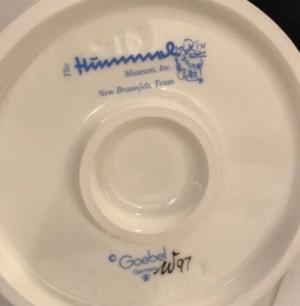 The Hummel TM
Museum, Inc.
New Braunfels, Texas
© Goebel W97
Germany